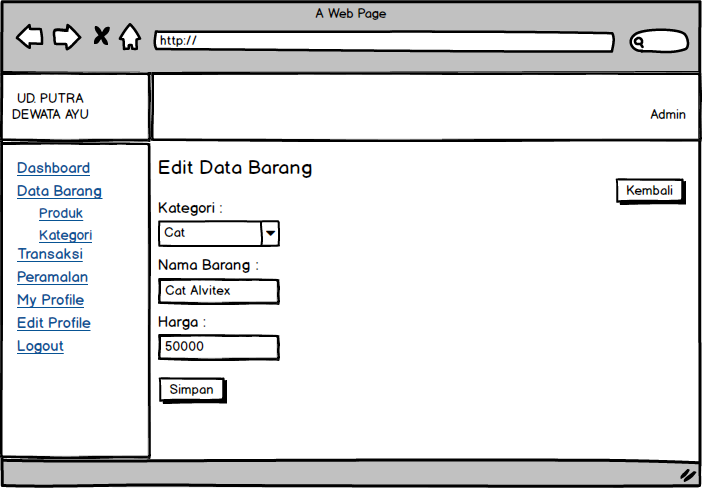 A Web Page
http://
UD. PUTRA
DEWATA AYU
Admin
Dashboard
Data Barang
Produk
Kategori
Transaksi
Peramalan
My Profile
Edit Profile
Logout
Edit Data Barang
Kembali
Kategori :
Cat
Nama Barang :
Cat Alvitex
Harga :
50000
Simpan